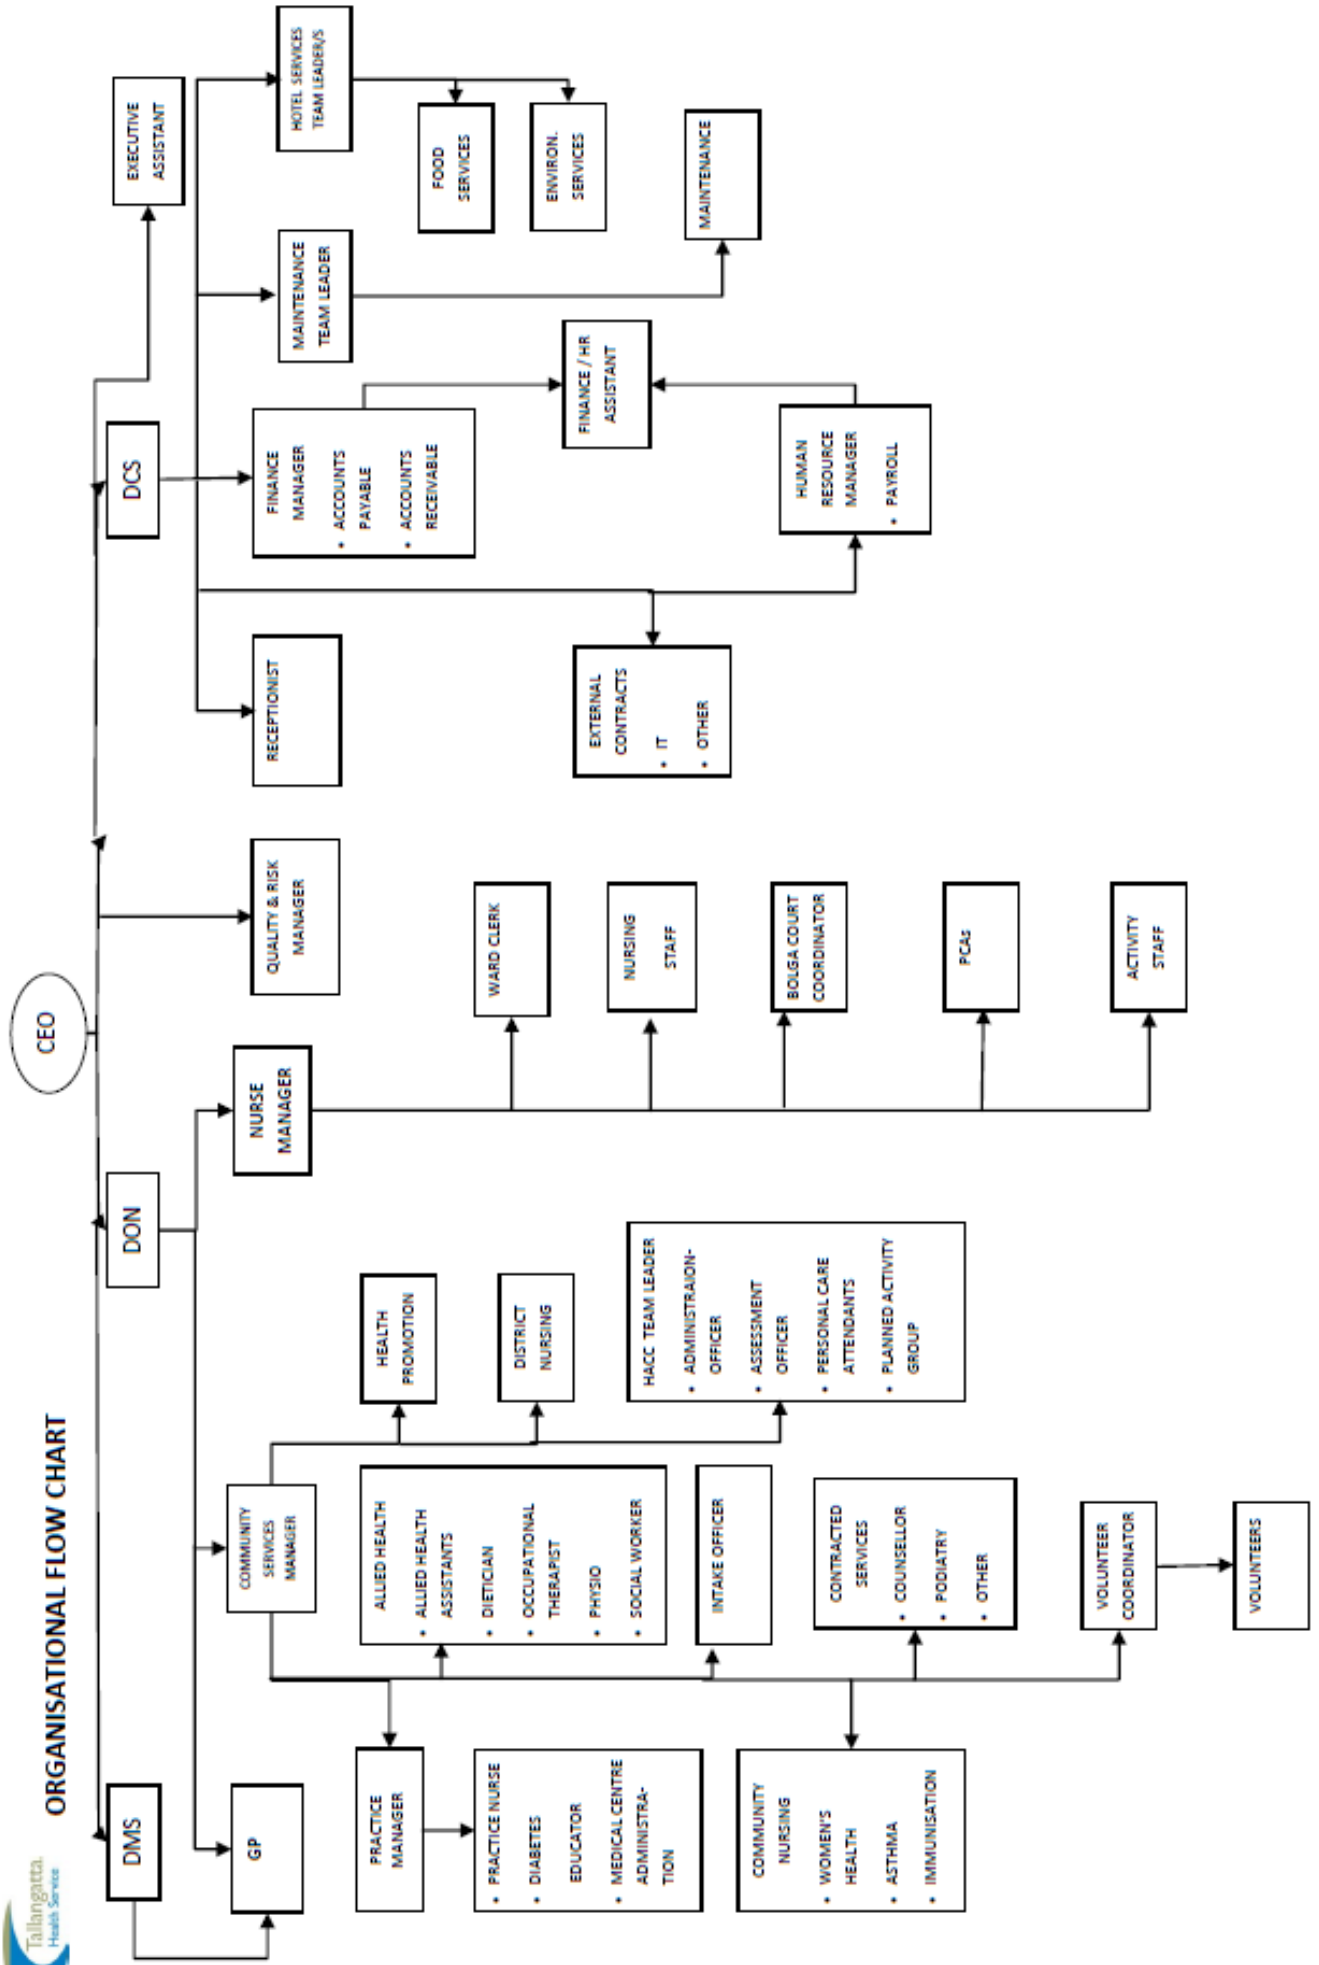 Tallangatta.
Health Service
ORGANISATIONAL FLOW CHART
CEO
DMS
DON
DCS
EXECUTIVE
ASSISTANT
GP
COMMUNITY
SERVICES
MANAGER
NURSE
MANAGER
QUALITY & RISK
MANAGER
RECEPTIONIST
FINANCE
MANAGER
• ACCOUNTS
PAYABLE
• ACCOUNTS
RECEIVABLE
MAINTENANCE
TEAM LEADER
HOTEL SERVICES
TEAM LEADER/S
PRACTICE
MANAGER
• PRACTICE NURSE
• DIABETES
EDUCATOR
• MEDICAL CENTRE
ADMINISTRA-
TION
COMMUNITY
NURSING
• WOMEN'S
HEALTH
• ASTHMA
• IMMUNISATION
ALLIED HEALTH
• ALLIED HEALTH
ASSISTANTS
• DIETICIAN
• OCCUPATIONAL
THERAPIST
• PHYSIO
• SOCIAL WORKER
INTAKE OFFICER
CONTRACTED
SERVICES
• COUNSELLOR
• PODIATRY
• OTHER
VOLUNTEER
COORDINATOR
VOLUNTEERS
HEALTH
PROMOTION
DISTRICT
NURSING
HACC TEAM LEADER
• ADMINISTRAION-
OFFICER
• ASSESSMENT
OFFICER
• PERSONAL CARE
ATTENDANTS
• PLANNED ACTIVITY
GROUP
WARD CLERK
NURSING
STAFF
BOLGA COURT
COORDINATOR
PCAs
ACTIVITY
STAFF
EXTERNAL
CONTRACTS
• IT
• OTHER
FINANCE / HR
ASSISTANT
HUMAN
RESOURCE
MANAGER
• PAYROLL
FOOD
SERVICES
ENVIRON.
SERVICES
MAINTENANCE